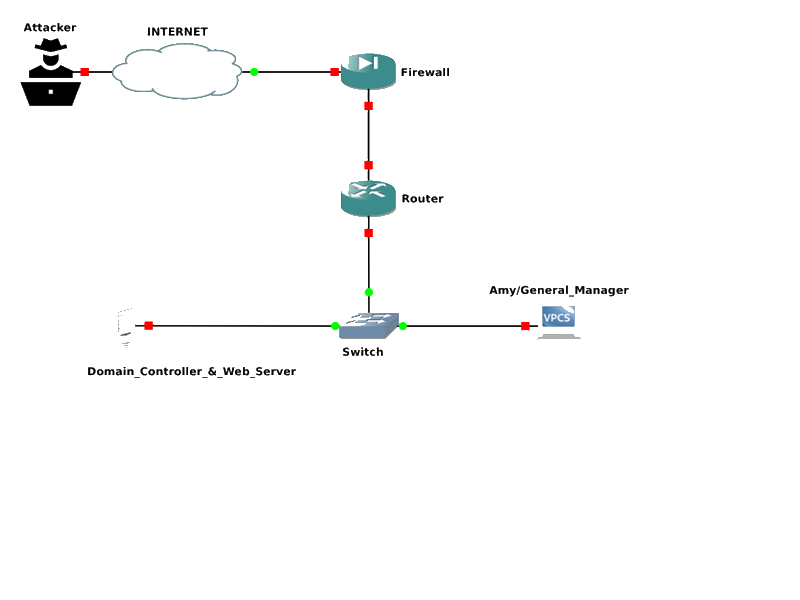 Attacker
INTERNET
Firewall
Router
Amy/General_Manager
VPCS
Switch
Domain_Controller_&_Web_Server